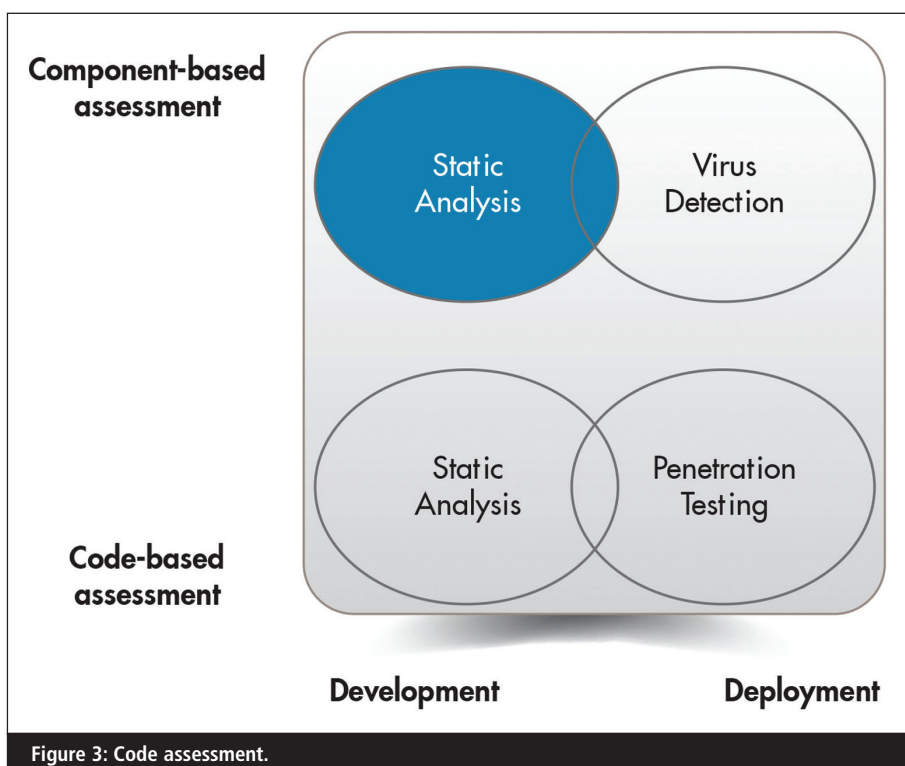 Component-based
assessment
Static
Analysis
Virus
Detection
Static
Analysis
Penetration
Testing
Code-based
assessment
Development
Deployment
Figure 3: Code assessment.